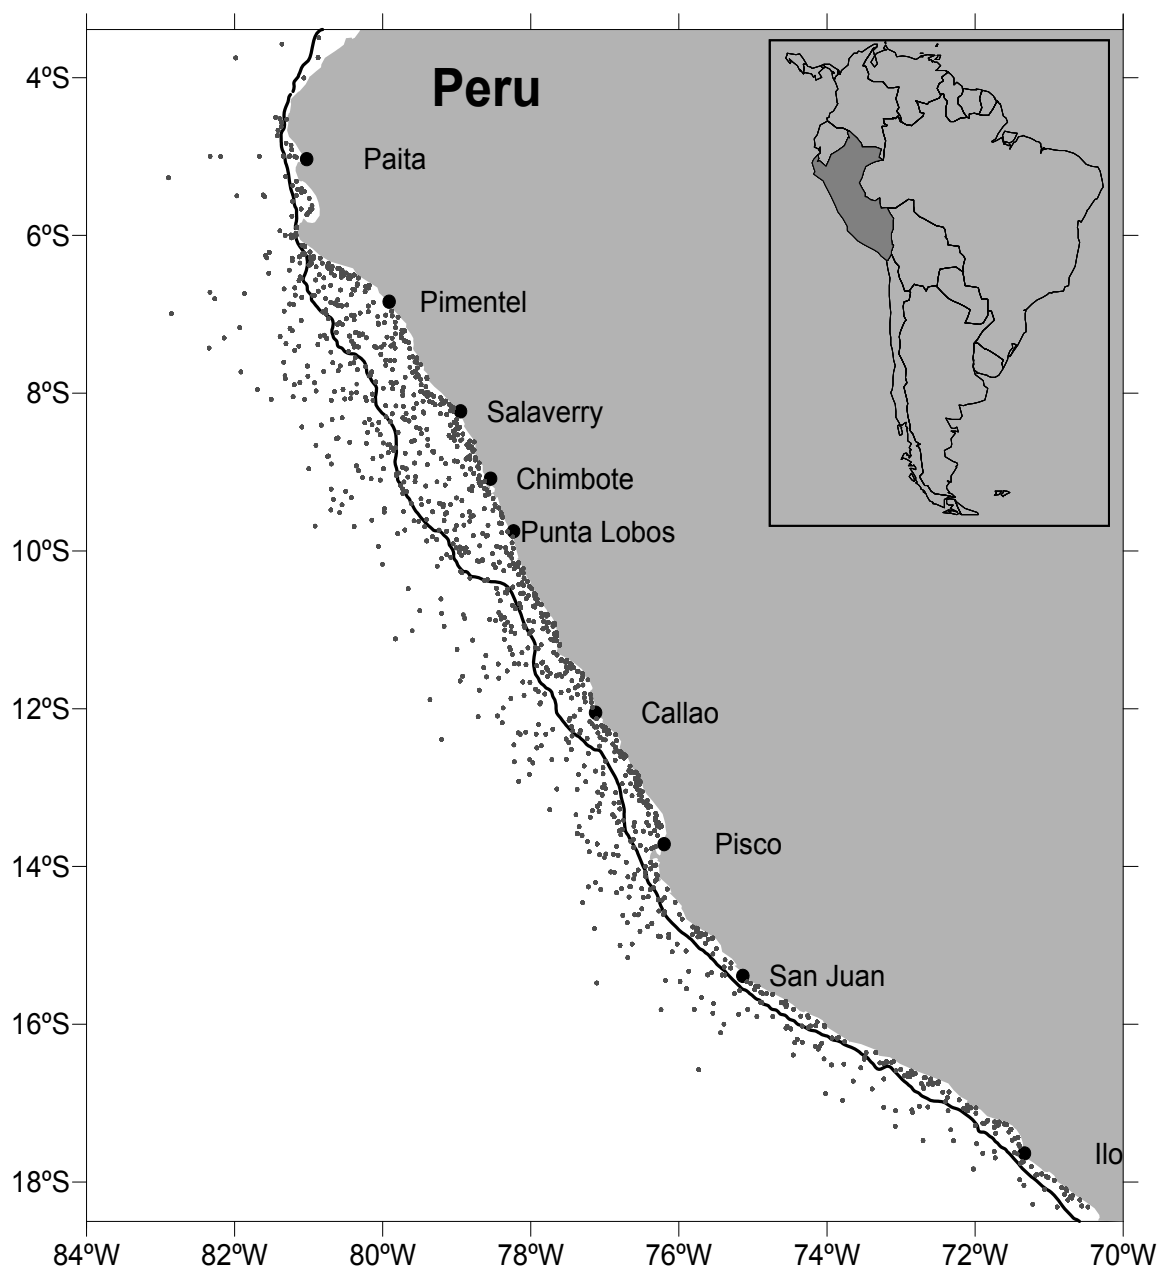 Peru
4ºS
Paita
6ºS
Pimentel
8ºS
Salaverry
Chimbote
Punta Lobos
10ºS
12ºS
Callao
Pisco
14ºS
San Juan
16ºS
Ilo
18ºS
84ºW 82ºW 80ºW 78ºW 76ºW 74ºW 72ºW 70ºW